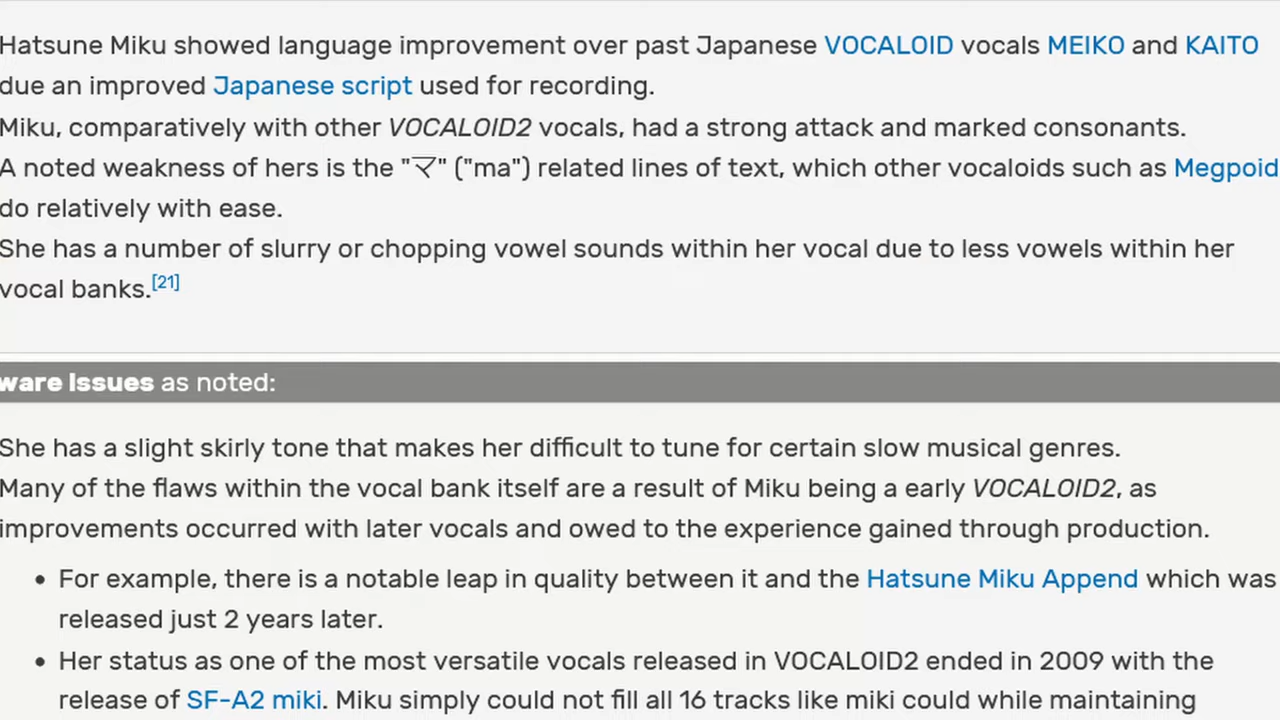 Hatsune Miku showed language improvement over past Japanese VOCALOID vocals MEIKO and KAITO
due an improved Japanese script used for recording.
Miku, comparatively with other VOCALOID2 vocals, had a strong attack and marked consonants.
A noted weakness of hers is the "マ" ("ma") related lines of text, which other vocaloids such as Megpoid
do relatively with ease.
She has a number of slurry or chopping vowel sounds within her vocal due to less vowels within her
vocal banks.[21]
ware Issues as noted:
She has a slight skirly tone that makes her difficult to tune for certain slow musical genres.
Many of the flaws within the vocal bank itself are a result of Miku being a early VOCALOID2, as
improvements occurred with later vocals and owed to the experience gained through production.
• For example, there is a notable leap in quality between it and the Hatsune Miku Append which was
released just 2 years later.
• Her status as one of the most versatile vocals released in VOCALOID2 ended in 2009 with the
release of SF-A2 miki. Miku simply could not fill all 16 tracks like miki could while maintaining